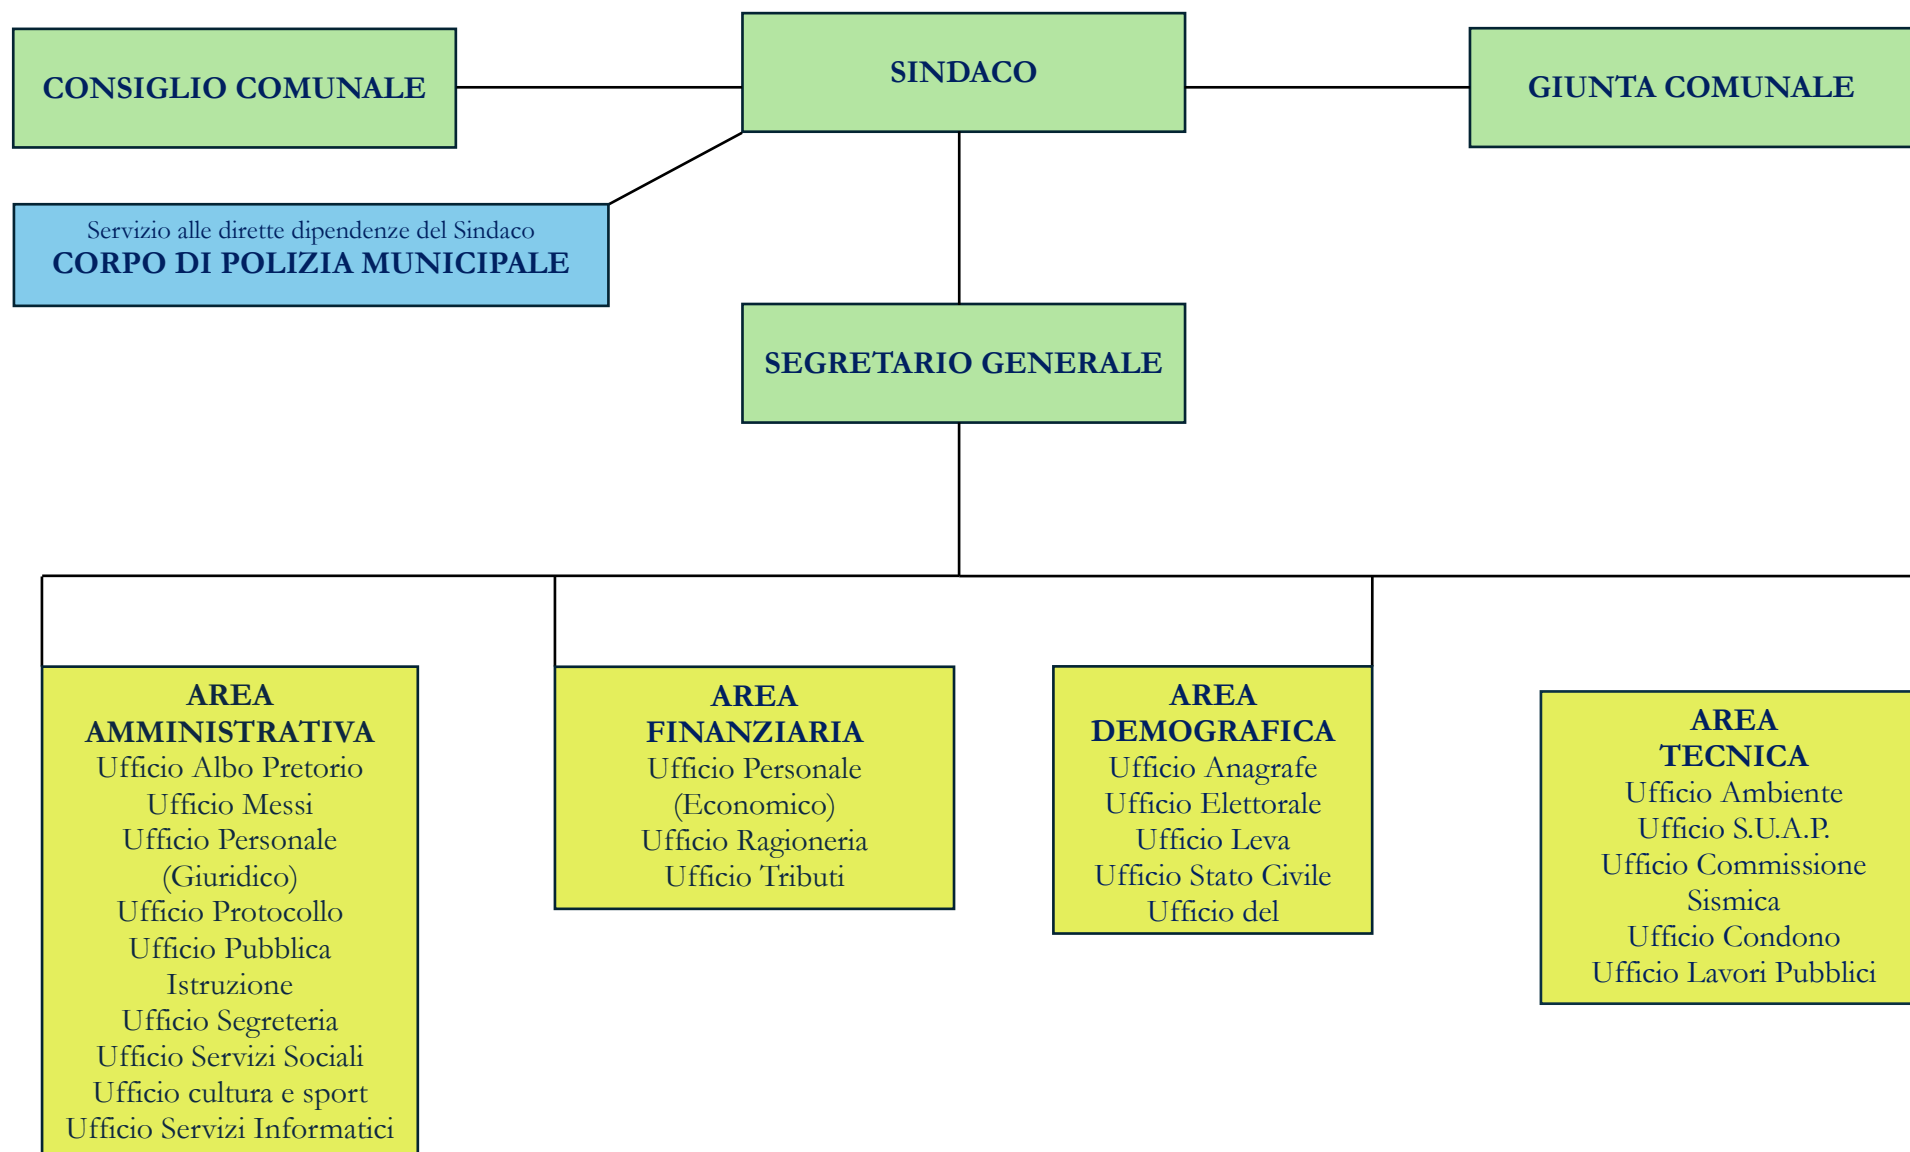 CONSIGLIO COMUNALE
SINDACO
GIUNTA COMUNALE
Servizio alle dirette dipendenze del Sindaco
CORPO DI POLIZIA MUNICIPALE
SEGRETARIO GENERALE
AREA
AMMINISTRATIVA
Ufficio Albo Pretorio
Ufficio Messi
Ufficio Personale
(Giuridico)
Ufficio Protocollo
Ufficio Pubblica
Istruzione
Ufficio Segreteria
Ufficio Servizi Sociali
Ufficio cultura e sport
Ufficio Servizi Informatici
AREA
FINANZIARIA
Ufficio Personale
(Economico)
Ufficio Ragioneria
Ufficio Tributi
AREA
DEMOGRAFICA
Ufficio Anagrafe
Ufficio Elettorale
Ufficio Leva
Ufficio Stato Civile
Ufficio del
AREA
TECNICA
Ufficio Ambiente
Ufficio S.U.A.P.
Ufficio Commissione
Sismica
Ufficio Condono
Ufficio Lavori Pubblici